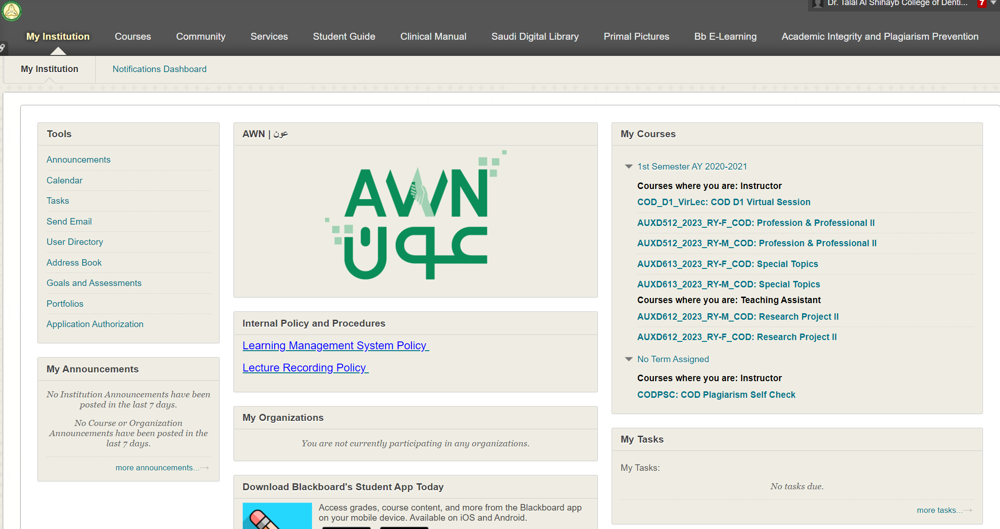 Dr. Talal Al Shihayb College of Denti...
7
My Institution
Courses
Community
Services
Student Guide
Clinical Manual
Saudi Digital Library
Primal Pictures
Bb E-Learning
Academic Integrity and Plagiarism Prevention
My Institution
Notifications Dashboard
Tools
Announcements
Calendar
Tasks
Send Email
User Directory
Address Book
Goals and Assessments
Portfolios
Application Authorization
My Announcements
No Institution Announcements have been
posted in the last 7 days.
No Course or Organization
Announcements have been posted in the
last 7 days.
more announcements...→
AWN | عون
AWN
عون
Internal Policy and Procedures
Learning Management System Policy
Lecture Recording Policy
My Organizations
You are not currently participating in any organizations.
Download Blackboard's Student App Today
Access grades, course content, and more from the Blackboard app
on your mobile device. Available on iOS and Android.
My Courses
1st Semester AY 2020-2021
Courses where you are: Instructor
COD_D1_VirLec: COD D1 Virtual Session
AUXD512_2023_RY-F_COD: Profession & Professional II
AUXD512_2023_RY-M_COD: Profession & Professional II
AUXD613_2023_RY-F_COD: Special Topics
AUXD613_2023_RY-M_COD: Special Topics
Courses where you are: Teaching Assistant
AUXD612_2023_RY-M_COD: Research Project II
AUXD612_2023_RY-F_COD: Research Project II
No Term Assigned
Courses where you are: Instructor
CODPSC: COD Plagiarism Self Check
My Tasks
My Tasks:
No tasks due.
more tasks...→